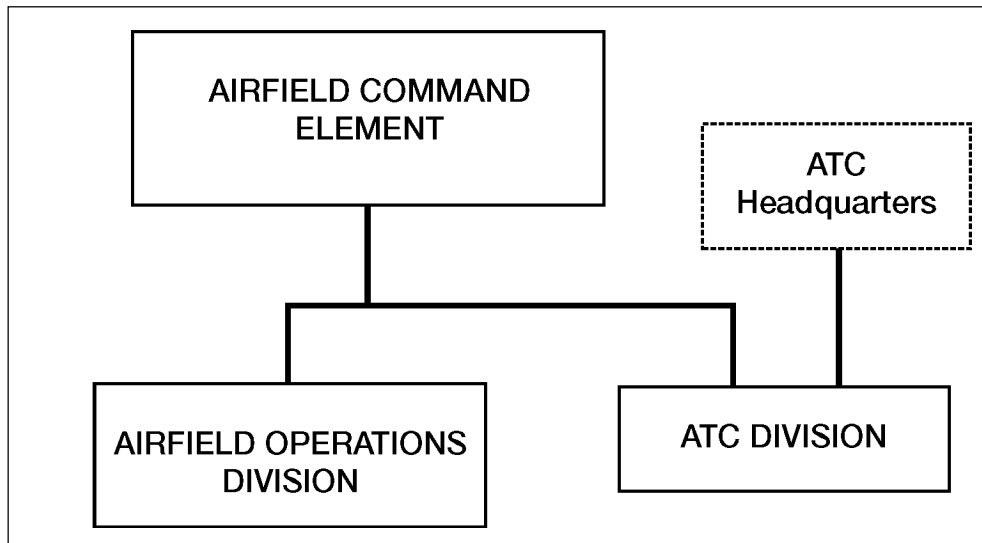 AIRFIELD COMMAND
ELEMENT
ATC
Headquarters
AIRFIELD OPERATIONS
DIVISION
ATC DIVISION